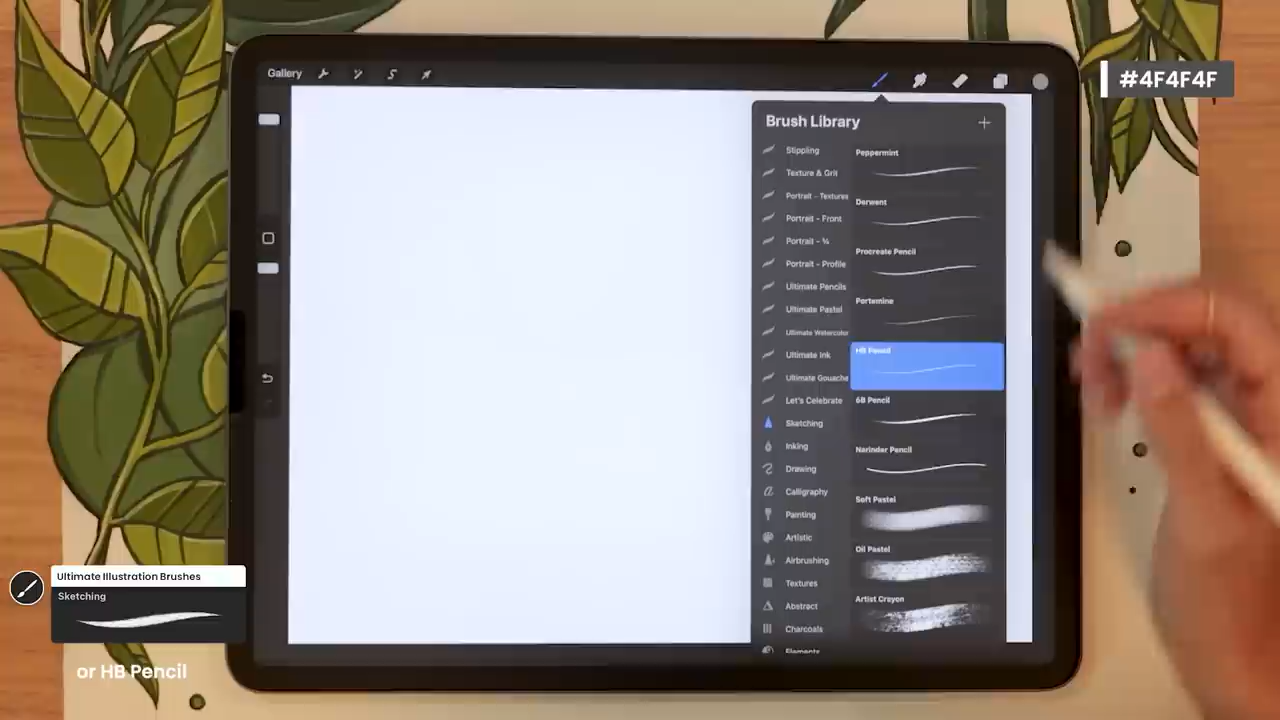 Gallery
#4F4F4F
Brush Library
Stippling
Texture & Grit
Portrait - Textures
Portrait - Front
Portrait - ¾
Portrait - Profile
Ultimate Pencils
Ultimate Pastel
Ultimate Watercolor
Ultimate Ink
Ultimate Gouache
Let's Celebrate
Sketching
Inking
Drawing
Calligraphy
Painting
Artistic
Airbrushing
Textures
Abstract
Charcoals
Elements
Peppermint
Derwent
Procreate Pencil
Portemine
HB Pencil
6B Pencil
Narinder Pencil
Soft Pastel
Oil Pastel
Artist Crayon
Ultimate Illustration Brushes
Sketching
or HB Pencil